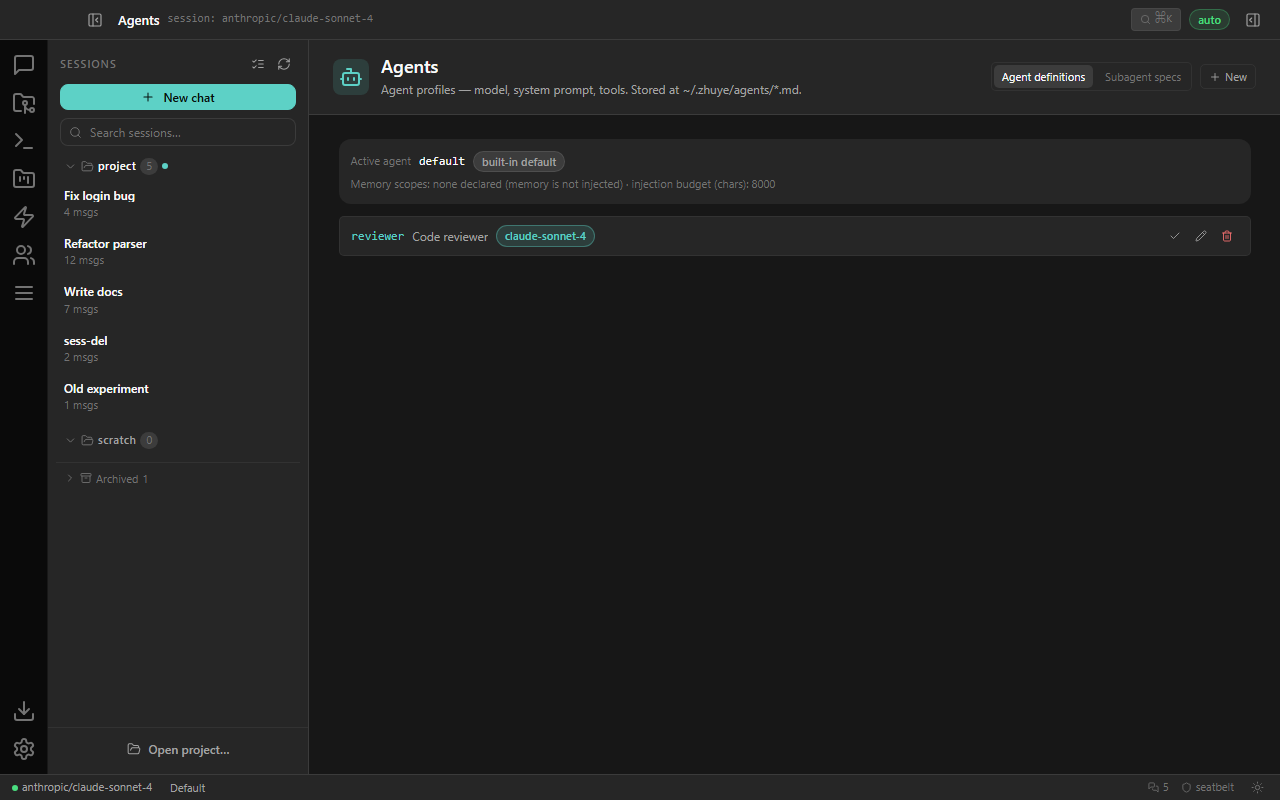 Agents session: anthropic/claude-sonnet-4
⌘K
auto
SESSIONS
New chat
Search sessions...
project 5
Fix login bug
4 msgs
Refactor parser
12 msgs
Write docs
7 msgs
sess-del
2 msgs
Old experiment
1 msgs
scratch 0
Archived 1
Open project...
Agents
Agent profiles — model, system prompt, tools. Stored at ~/.zhuye/agents/*.md.
Agent definitions
Subagent specs
New
Active agent default built-in default
Memory scopes: none declared (memory is not injected) · injection budget (chars): 8000
reviewer Code reviewer claude-sonnet-4
anthropic/claude-sonnet-4 Default
5 seatbelt